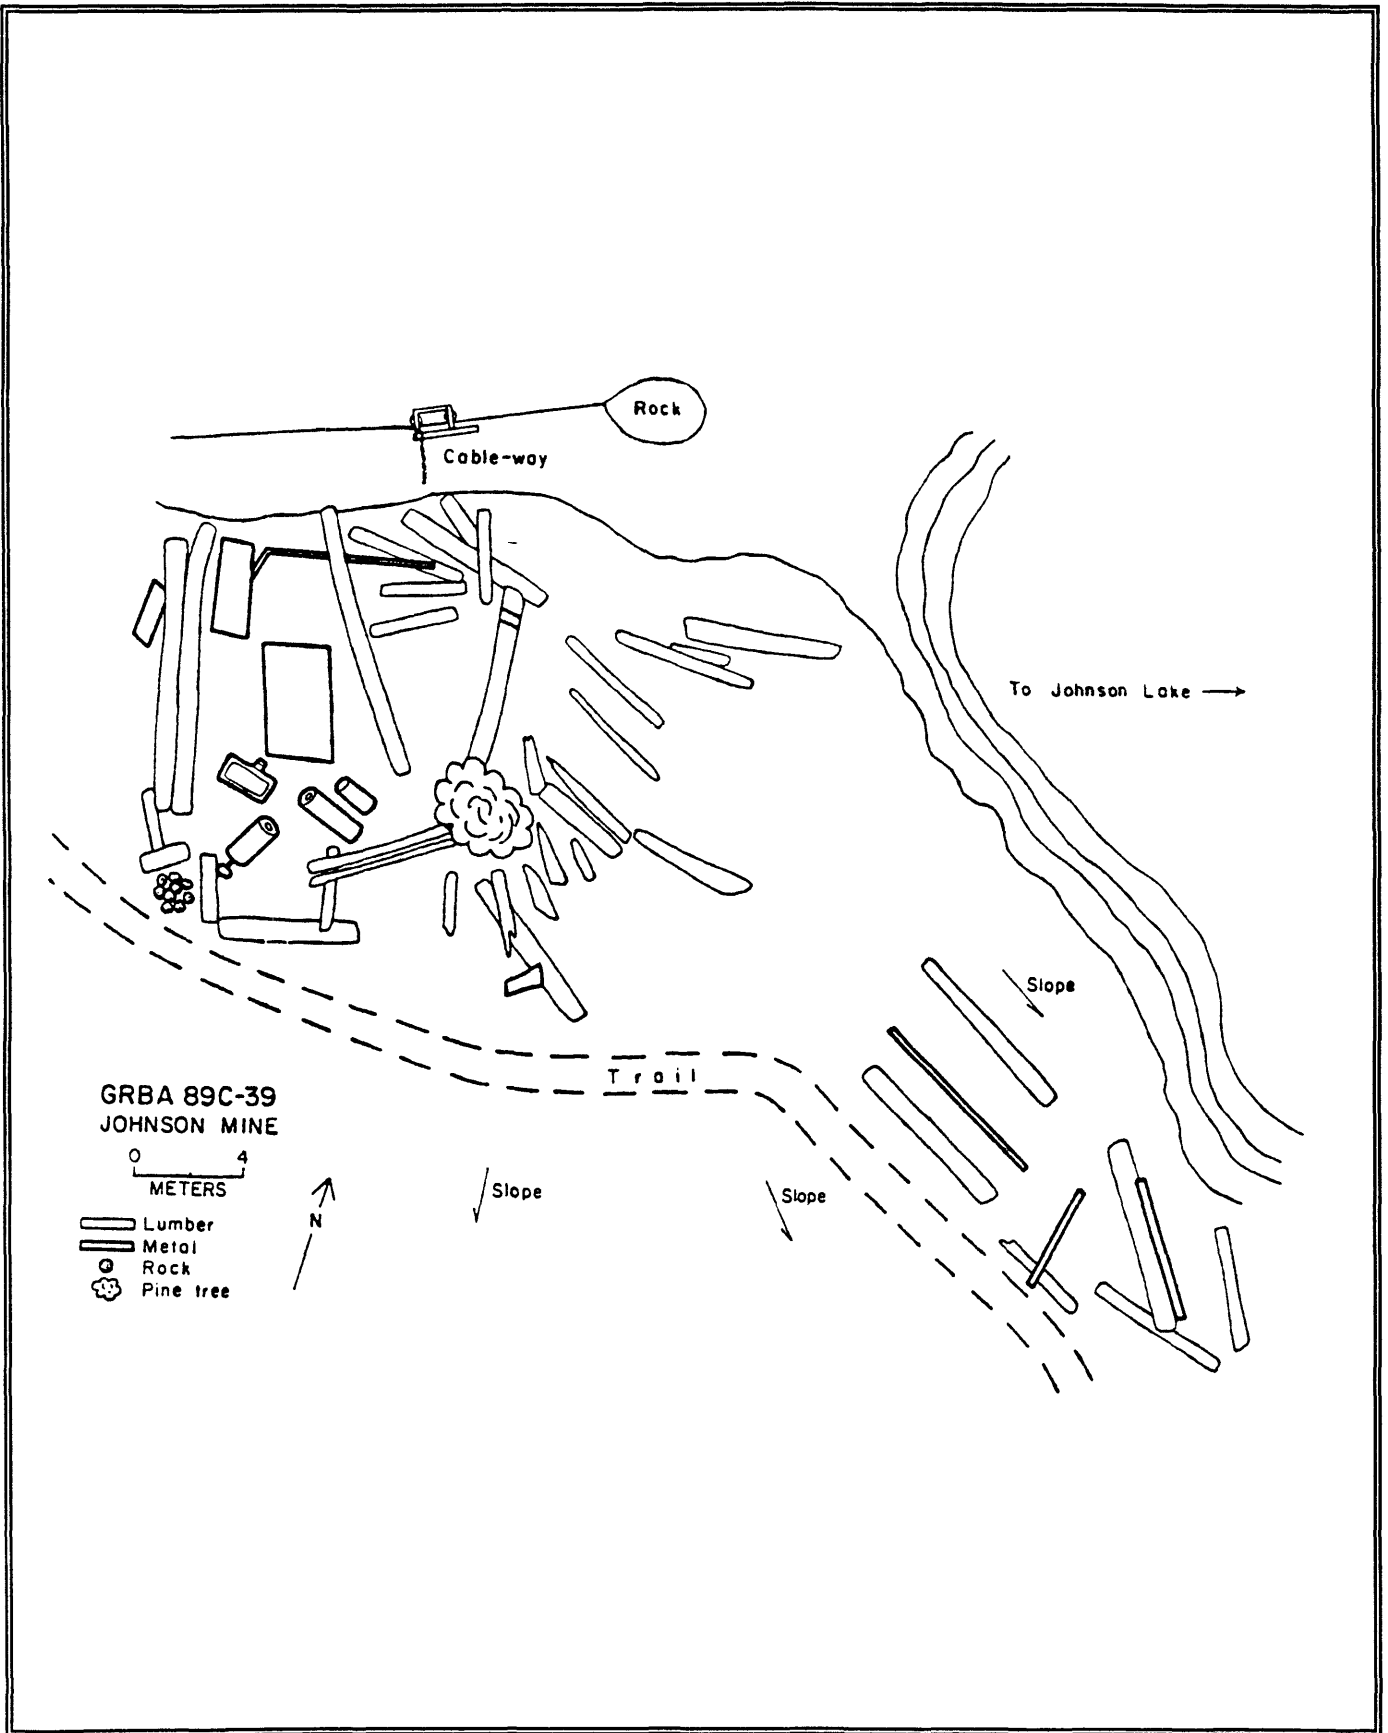 Rock
Cable-way
To Johnson Lake
Slope
Trail
GRBA 89C-39
JOHNSON MINE
0 4
METERS
Slope
Slope
N
Lumber
Metal
Rock
Pine tree